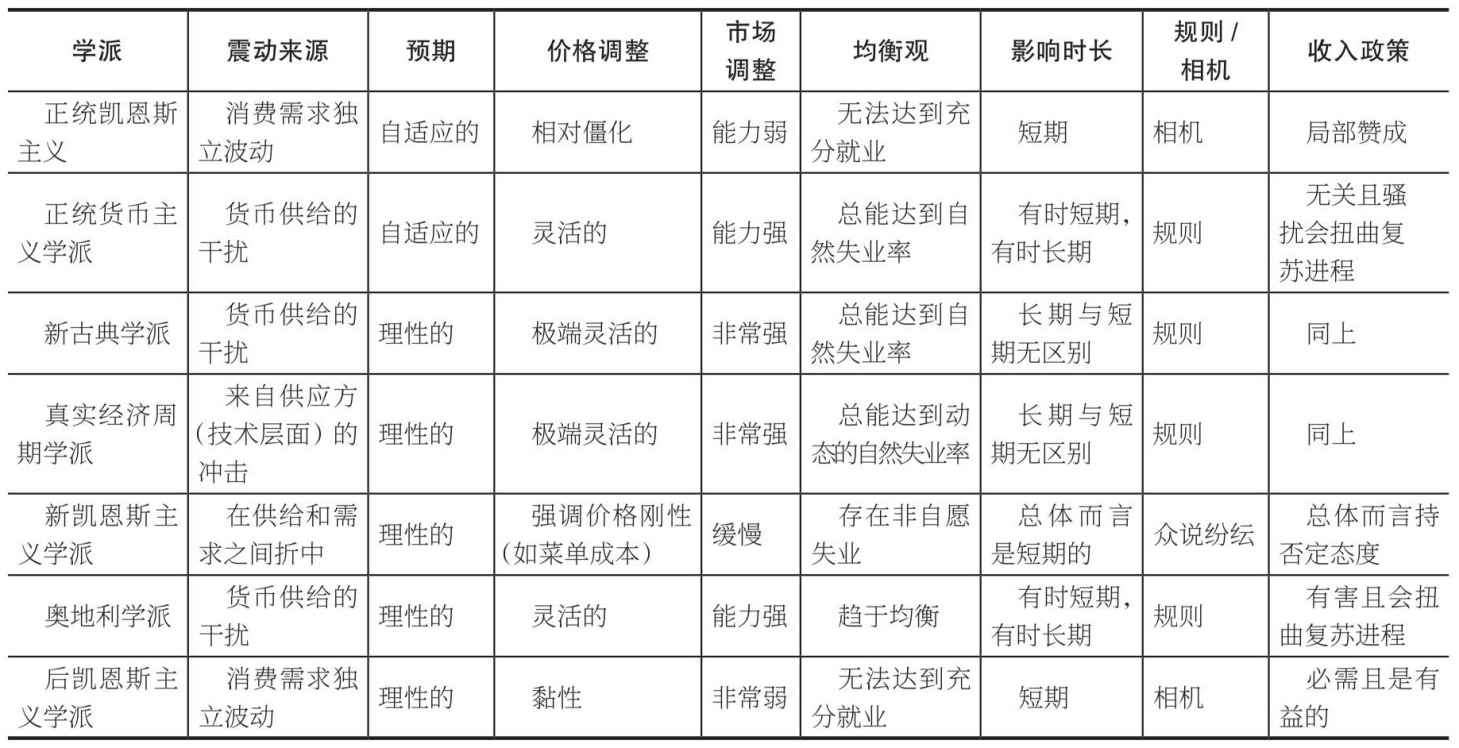 学派 震动来源 预期 价格调整 市场调整 均衡观 影响时长 规则/相机 收入政策
正统凯恩斯主义 消费需求独立波动 自适应的 相对僵化 能力弱 无法达到充分就业 短期 相机 局部赞成
正统货币主义学派 货币供给的干扰 自适应的 灵活的 能力强 总能达到自然失业率 有时短期，有时长期 规则 无关且骚扰会扭曲复苏进程
新古典学派 货币供给的干扰 理性的 极端灵活的 非常强 总能达到自然失业率 长期与短期无区别 规则 同上
真实经济周期学派 来自供应方（技术层面）的冲击 理性的 极端灵活的 非常强 总能达到动态的自然失业率 长期与短期无区别 规则 同上
新凯恩斯主义学派 在供给和需求之间折中 理性的 强调价格刚性（如菜单成本） 缓慢 存在非自愿失业 总体而言是短期的 众说纷纭 总体而言持否定态度
奥地利学派 货币供给的干扰 理性的 灵活的 能力强 趋于均衡 有时短期，有时长期 规则 有害且会扭曲复苏进程
后凯恩斯主义学派 消费需求独立波动 理性的 黏性 非常弱 无法达到充分就业 短期 相机 必需且是有益的